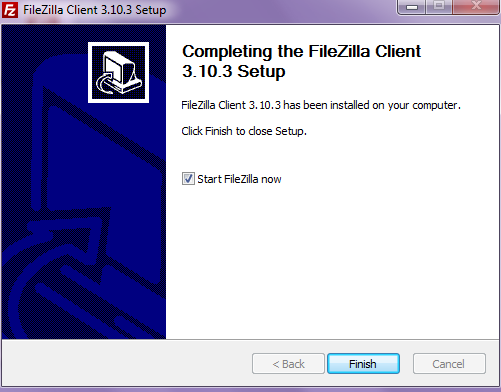 FZ FileZilla Client 3.10.3 Setup
Completing the FileZilla Client
3.10.3 Setup
FileZilla Client 3.10.3 has been installed on your computer.
Click Finish to close Setup.
Start FileZilla now
< Back Finish Cancel